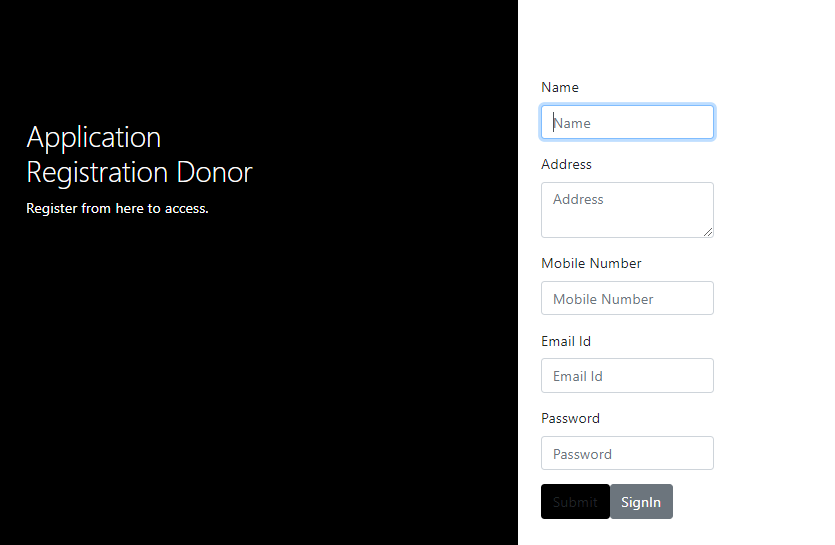 Application
Registration Donor
Register from here to access.
Name
Name
Address
Address
Mobile Number
Mobile Number
Email Id
Email Id
Password
Password
Submit SignIn